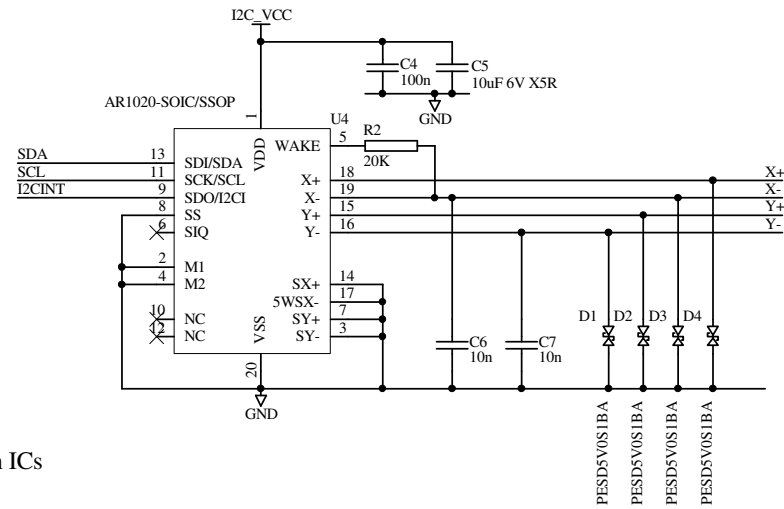 I2C_VCC
C4
100n
C5
10uF 6V X5R
GND
AR1020-SOIC/SSOP
U4
1
VDD
WAKE
5
R2
20K
SDA
13
SDI/SDA
SCL
11
SCK/SCL
I2CINT
9
SDO/I2CI
8
SS
6
SIQ
2
M1
4
M2
10
NC
12
NC
X+
18
X+
X-
19
X-
Y+
15
Y+
Y-
16
Y-
SX+
14
5WSX-
17
SY+
7
SY-
3
VSS
20
GND
C6
10n
C7
10n
D1
D2
D3
D4
PESD5V0S1BA
PESD5V0S1BA
PESD5V0S1BA
PESD5V0S1BA
ICs